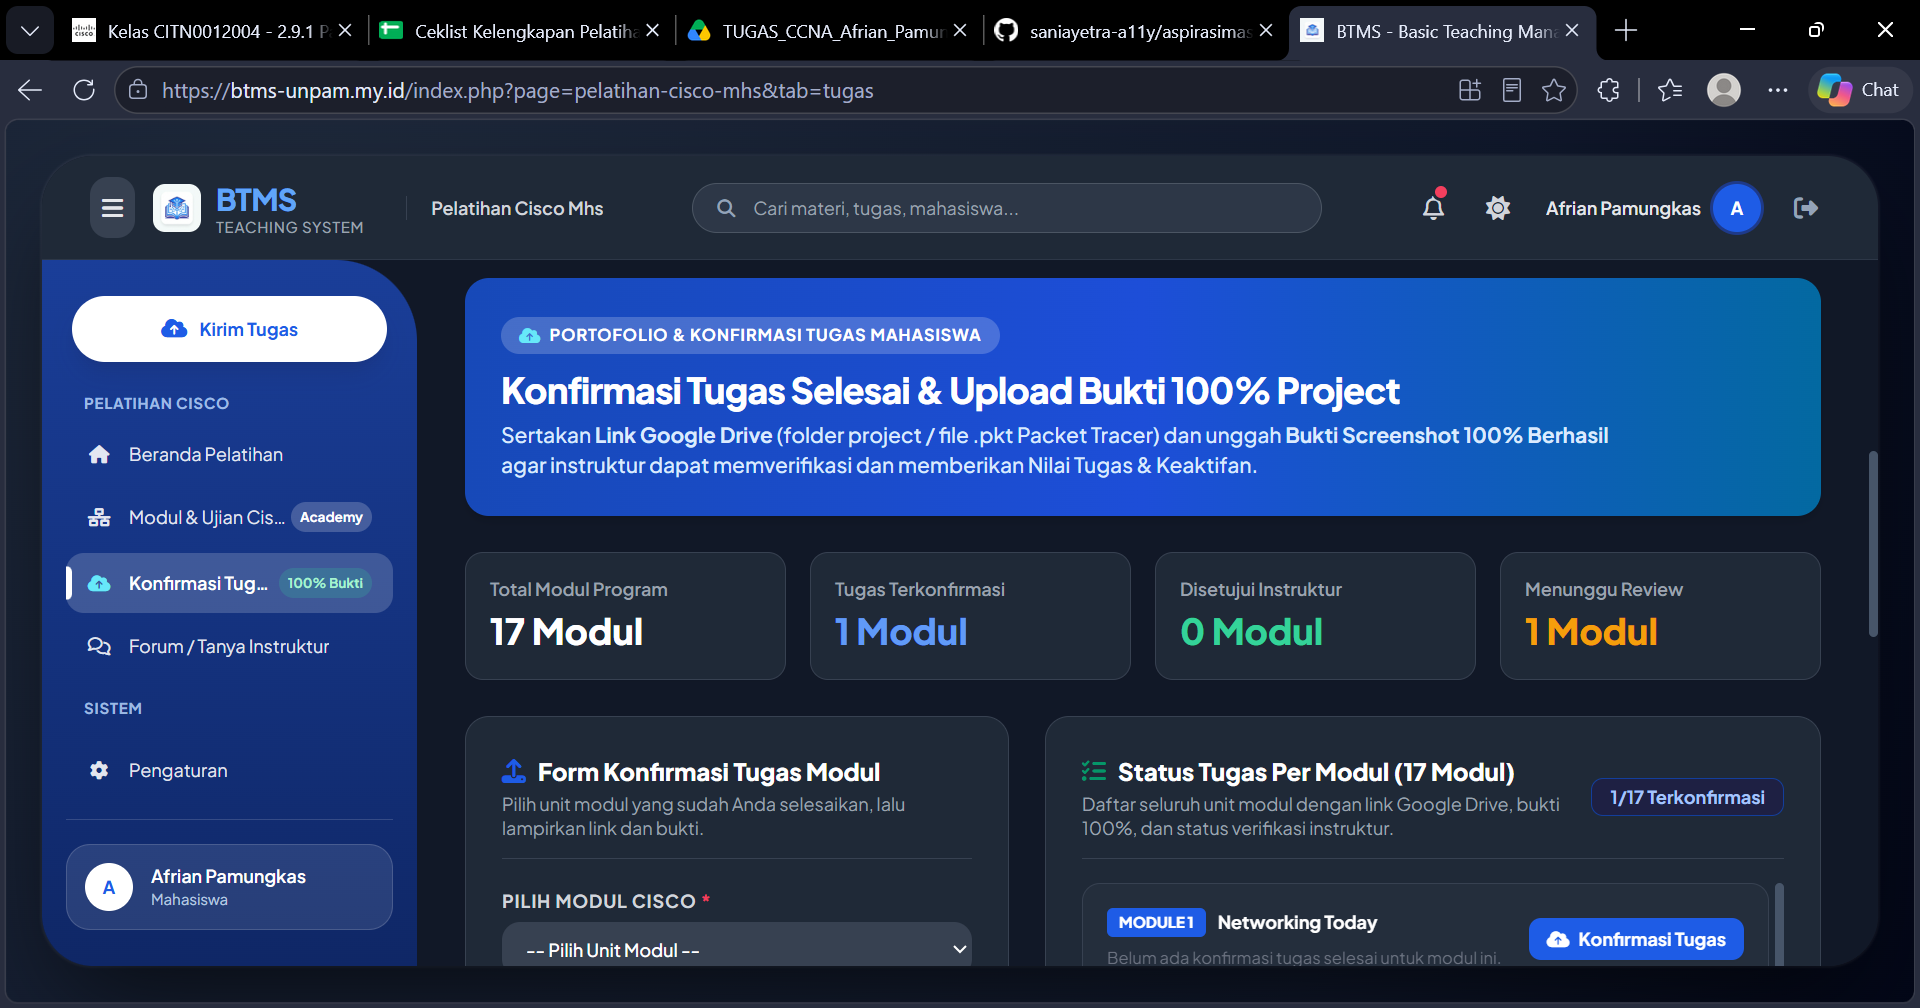 Kelas CITN0012004 - 2.9.1 P
Ceklist Kelengkapan Pelatiha
TUGAS_CCNA_Afrian_Pamun
saniayetra-a11y/aspirasimas
BTMS - Basic Teaching Mana
https://btms-unpam.my.id/index.php?page=pelatihan-cisco-mhs&tab=tugas
Chat
BTMS
TEACHING SYSTEM
Pelatihan Cisco Mhs
Cari materi, tugas, mahasiswa...
Afrian Pamungkas
A
Kirim Tugas
PELATIHAN CISCO
Beranda Pelatihan
Modul & Ujian Cis... Academy
Konfirmasi Tug... 100% Bukti
Forum / Tanya Instruktur
SISTEM
Pengaturan
A
Afrian Pamungkas
Mahasiswa
PORTOFOLIO & KONFIRMASI TUGAS MAHASISWA
Konfirmasi Tugas Selesai & Upload Bukti 100% Project
Sertakan Link Google Drive (folder project / file .pkt Packet Tracer) dan unggah Bukti Screenshot 100% Berhasil
agar instruktur dapat memverifikasi dan memberikan Nilai Tugas & Keaktifan.
Total Modul Program
17 Modul
Tugas Terkonfirmasi
1 Modul
Disetujui Instruktur
0 Modul
Menunggu Review
1 Modul
Form Konfirmasi Tugas Modul
Pilih unit modul yang sudah Anda selesaikan, lalu
lampirkan link dan bukti.
PILIH MODUL CISCO *
-- Pilih Unit Modul --
Status Tugas Per Modul (17 Modul)
Daftar seluruh unit modul dengan link Google Drive, bukti
100%, dan status verifikasi instruktur.
1/17 Terkonfirmasi
MODULE 1 Networking Today
Belum ada konfirmasi tugas selesai untuk modul ini.
Konfirmasi Tugas